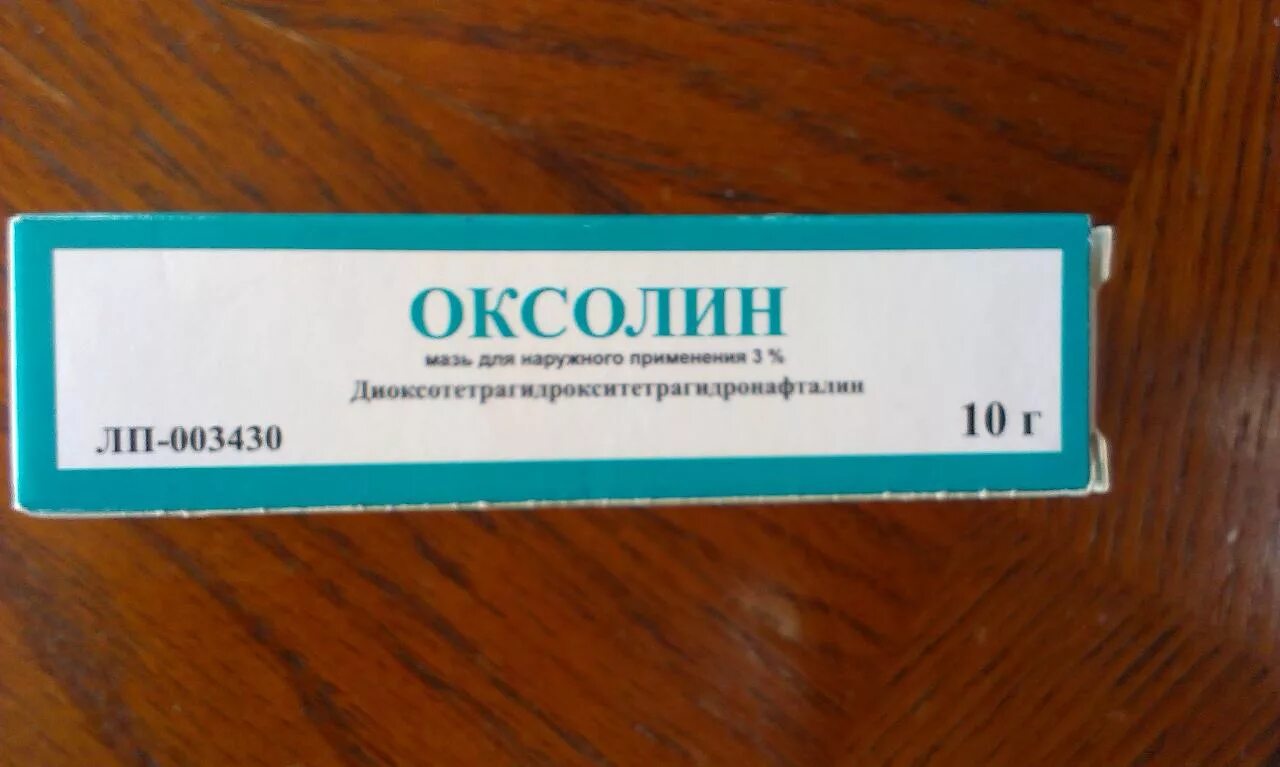 ОКСОЛИН
мазь для наружного применения 3 %
Диоксотетрагидрокситетрагидронафталин
ЛП-003430
10 г